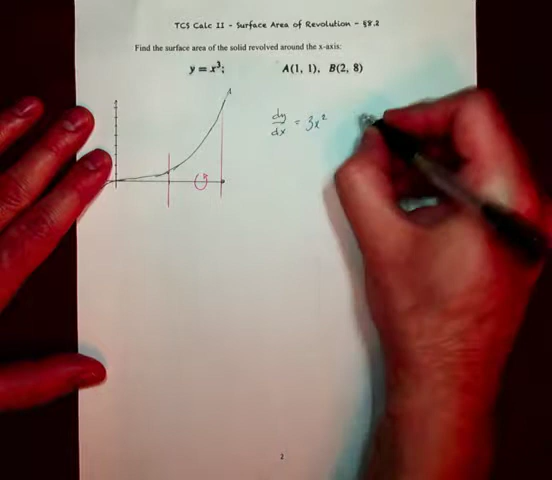 TCS Calc II - Surface Area of Revolution - §8.2
Find the surface area of the solid revolved around the x-axis:
y = x³; A(1, 1), B(2, 8)
dy/dx = 3x²
2